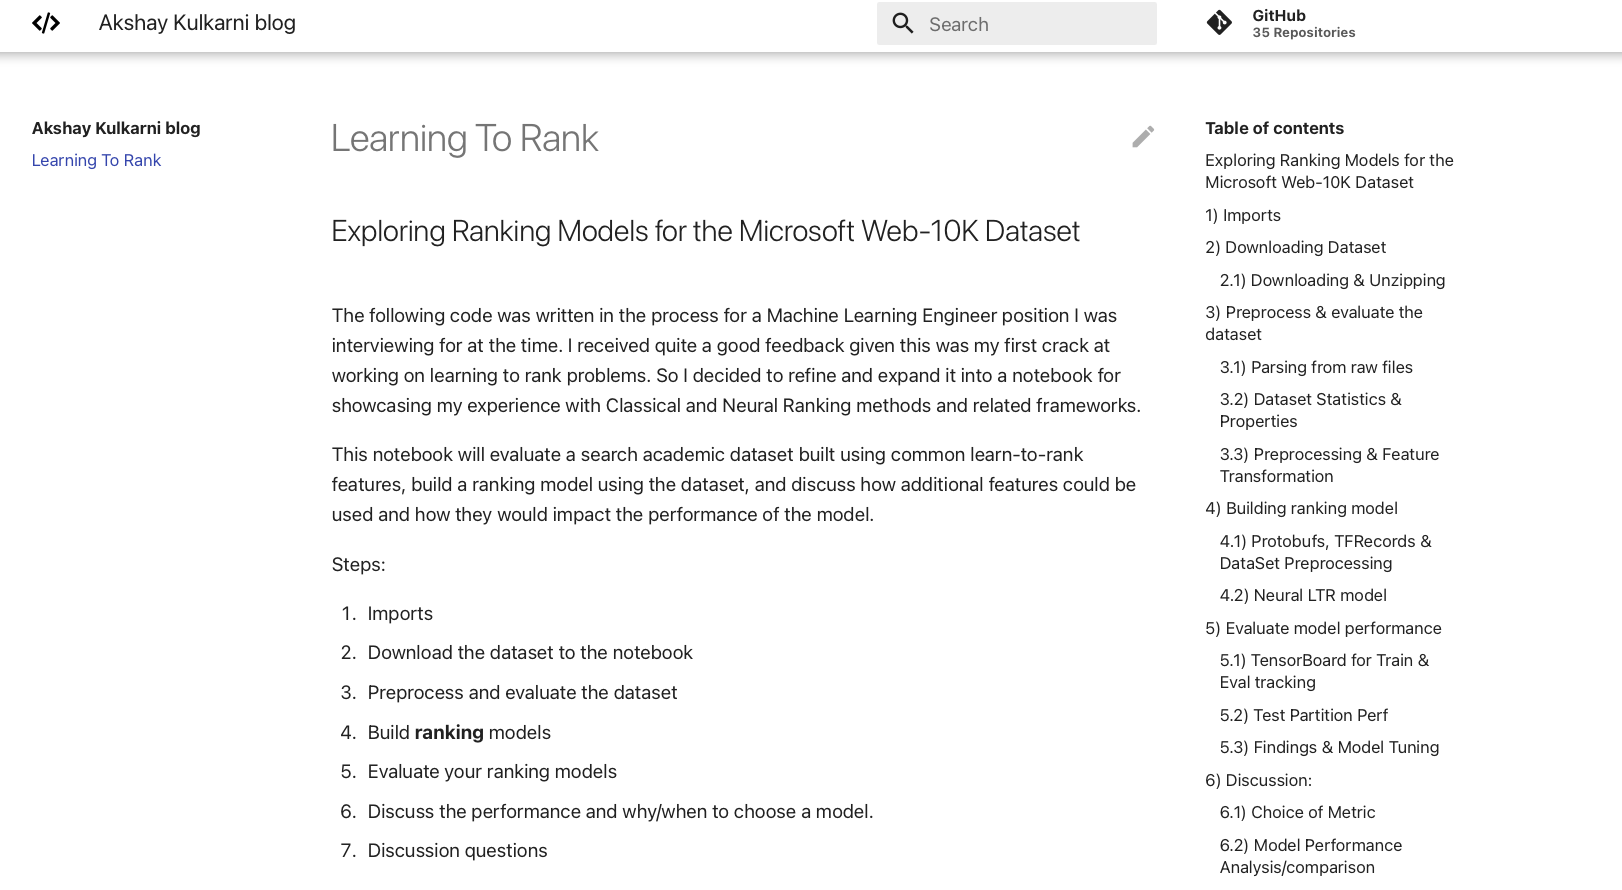 Akshay Kulkarni blog
Search
GitHub
35 Repositories
Akshay Kulkarni blog
Learning To Rank
Learning To Rank
Exploring Ranking Models for the Microsoft Web-10K Dataset
The following code was written in the process for a Machine Learning Engineer position I was
interviewing for at the time. I received quite a good feedback given this was my first crack at
working on learning to rank problems. So I decided to refine and expand it into a notebook for
showcasing my experience with Classical and Neural Ranking methods and related frameworks.
This notebook will evaluate a search academic dataset built using common learn-to-rank
features, build a ranking model using the dataset, and discuss how additional features could be
used and how they would impact the performance of the model.
Steps:
1. Imports
2. Download the dataset to the notebook
3. Preprocess and evaluate the dataset
4. Build ranking models
5. Evaluate your ranking models
6. Discuss the performance and why/when to choose a model.
7. Discussion questions
Table of contents
Exploring Ranking Models for the
Microsoft Web-10K Dataset
1) Imports
2) Downloading Dataset
2.1) Downloading & Unzipping
3) Preprocess & evaluate the
dataset
3.1) Parsing from raw files
3.2) Dataset Statistics &
Properties
3.3) Preprocessing & Feature
Transformation
4) Building ranking model
4.1) Protobufs, TFRecords &
DataSet Preprocessing
4.2) Neural LTR model
5) Evaluate model performance
5.1) TensorBoard for Train &
Eval tracking
5.2) Test Partition Perf
5.3) Findings & Model Tuning
6) Discussion:
6.1) Choice of Metric
6.2) Model Performance
Analysis/comparison